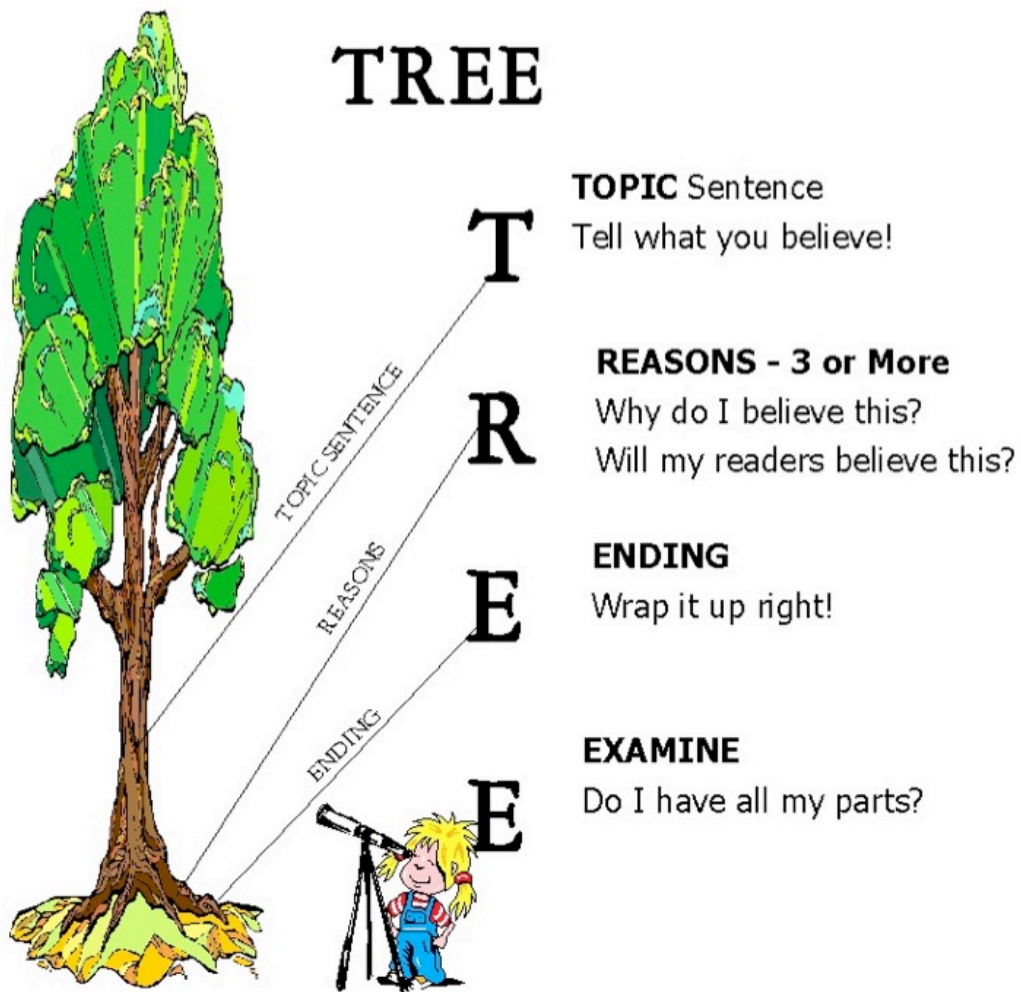 TREE
T
TOPIC Sentence
Tell what you believe!
TOPIC SENTENCE
R
REASONS - 3 or More
Why do I believe this?
Will my readers believe this?
REASONS
E
ENDING
Wrap it up right!
ENDING
E
EXAMINE
Do I have all my parts?